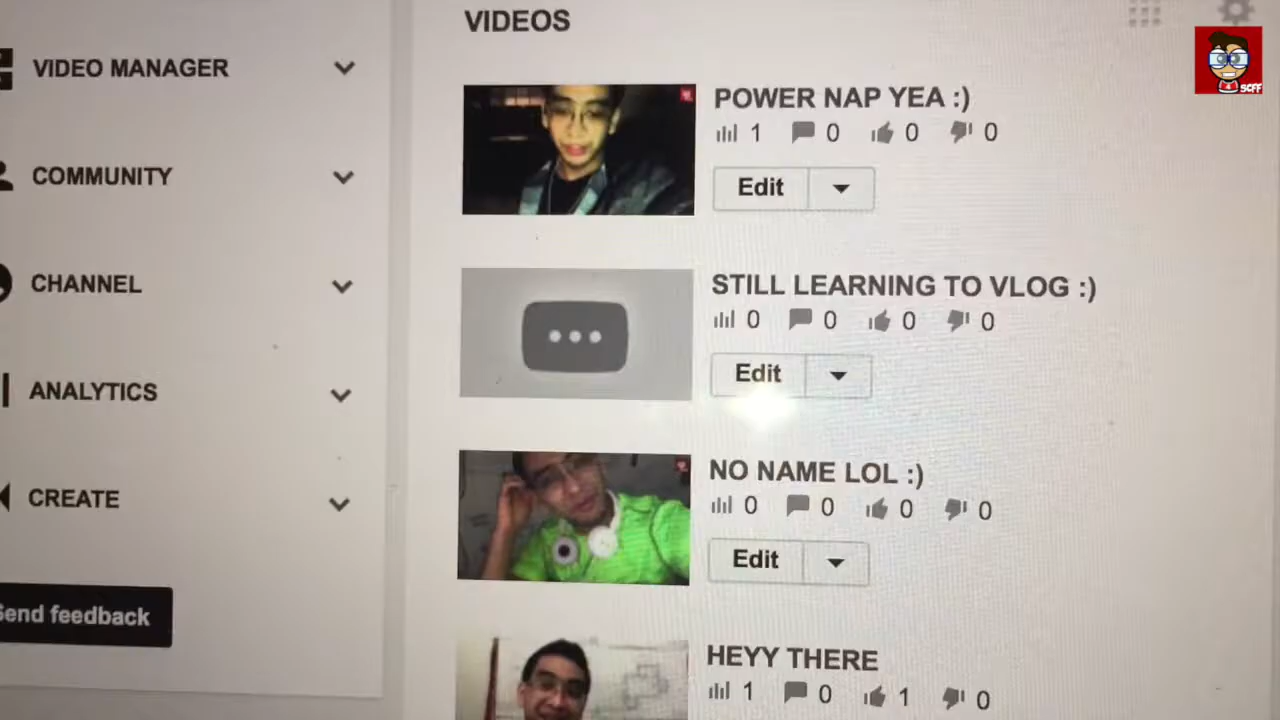 VIDEOS
SCFF
VIDEO MANAGER
COMMUNITY
CHANNEL
ANALYTICS
CREATE
Send feedback
POWER NAP YEA :)
1 0 0 0
Edit
STILL LEARNING TO VLOG :)
0 0 0 0
Edit
NO NAME LOL :)
0 0 0 0
Edit
HEYY THERE
1 0 1 0